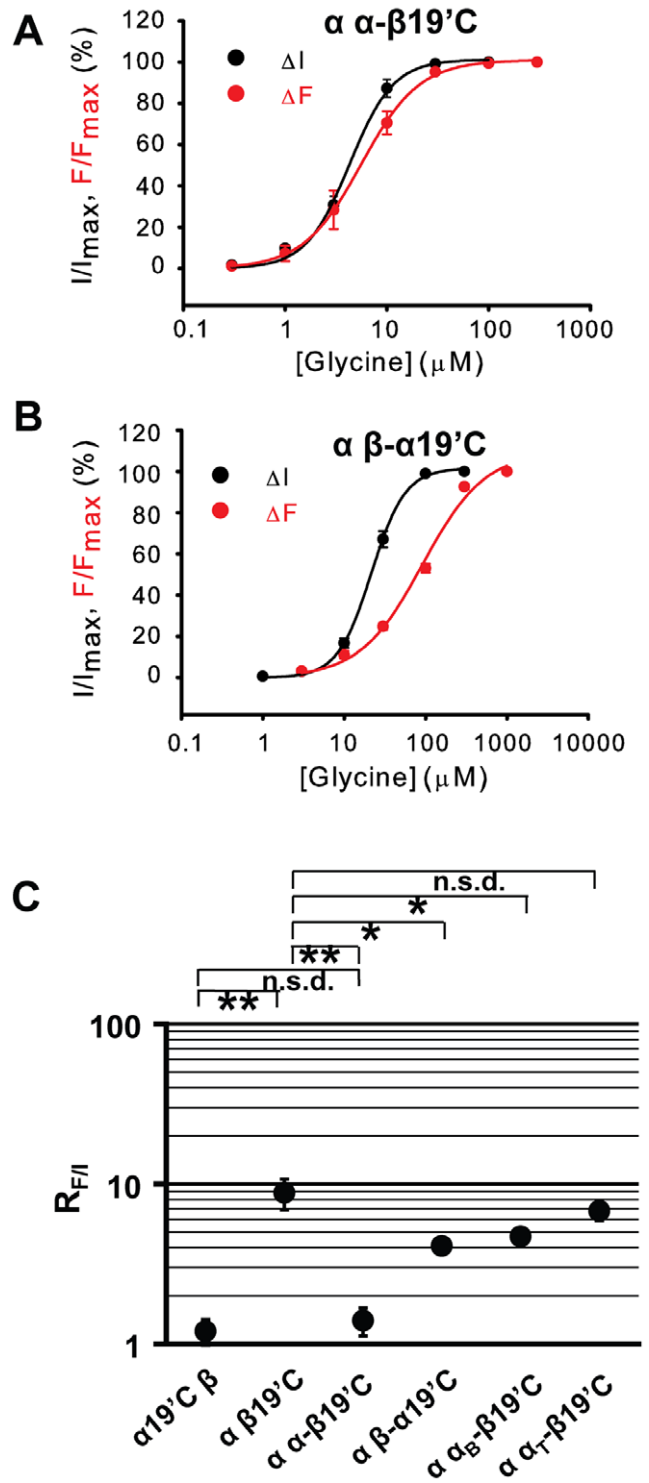 A
α α-β19'C
120
100
80
60
40
20
0
I/Imax, F/Fmax (%)
ΔI
ΔF
0.1 1 10 100 1000
[Glycine] (μM)
B
α β-α19'C
120
100
80
60
40
20
0
I/Imax, F/Fmax (%)
ΔI
ΔF
0.1 1 10 100 1000 10000
[Glycine] (μM)
C
n.s.d.
*
*
**
n.s.d.
**
100
10
1
RF/I
α19'C β
α β19'C
α α-β19'C
α β-α19'C
α αB-β19'C
α αT-β19'C